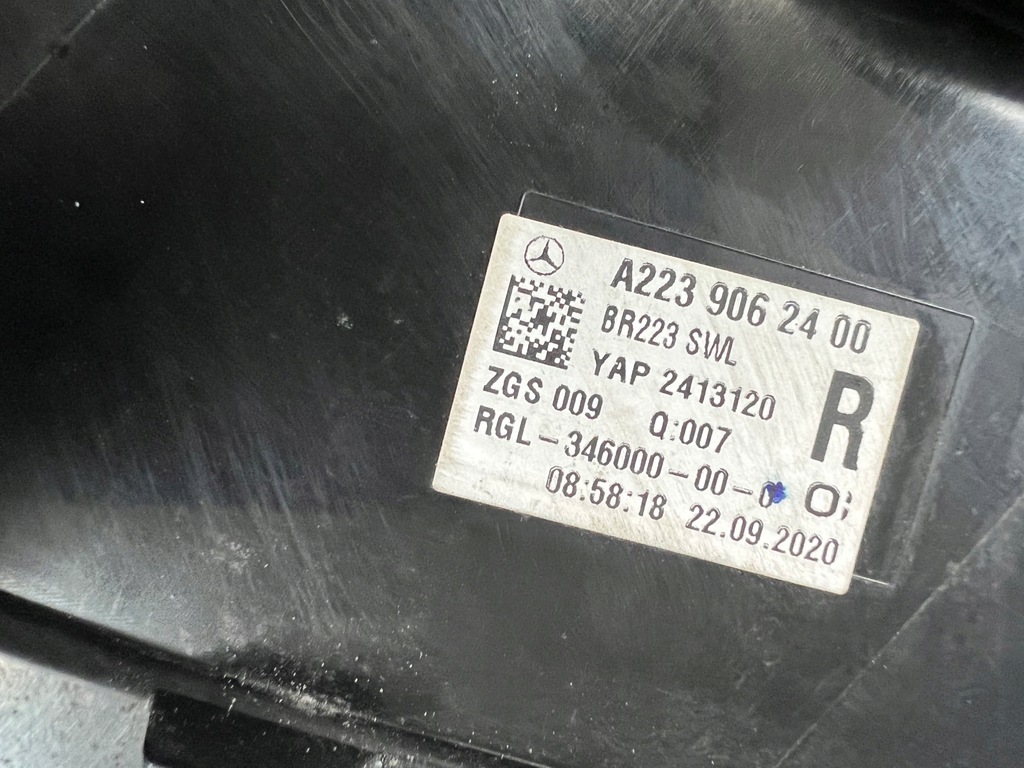 A223 906 24 00
BR223 SWL
YAP 2413120
R
ZGS 009 Q:007
RGL-346000-00-
08:58:18 22.09.2020